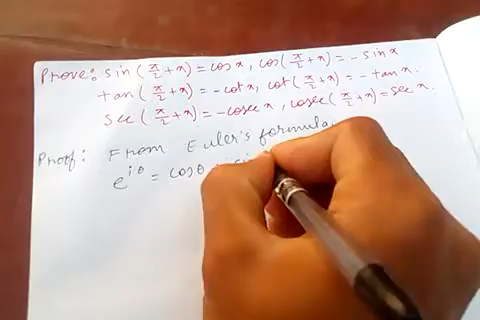 Prove: sin(π/2+x) = cos x, cos(π/2+x) = -sin x
tan(π/2+x) = -cot x, cot(π/2+x) = -tan x.
sec(π/2+x) = -cosec x, cosec(π/2+x) = sec x.
Proof: From Euler's formula
e^iθ = cosθ